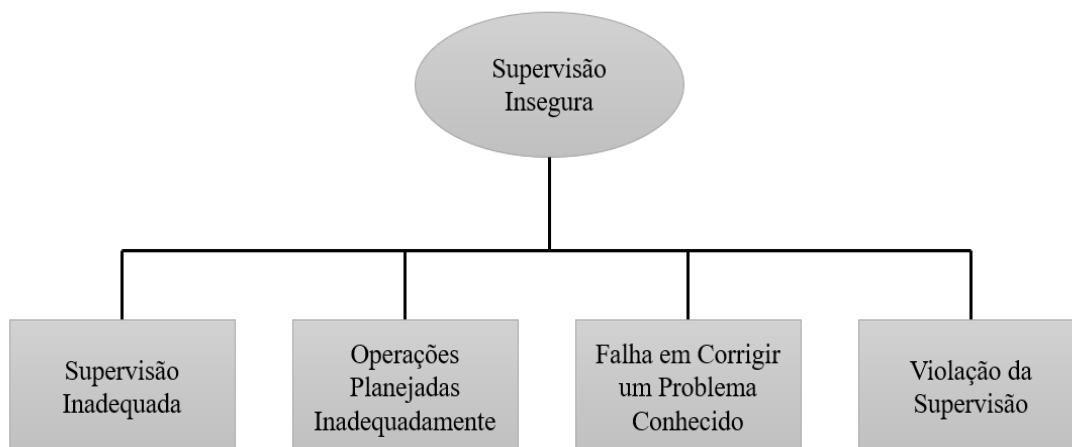 Supervisão
Insegura
Supervisão
Inadequada
Operações
Planejadas
Inadequadamente
Falha em Corrigir
um Problema
Conhecido
Violação da
Supervisão